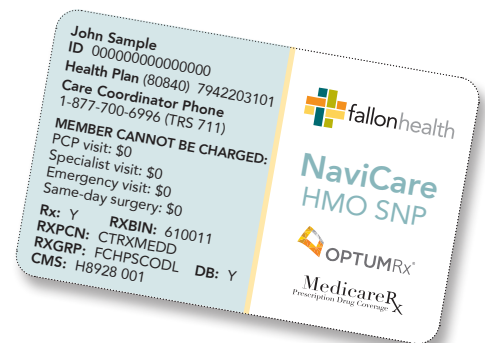 John Sample
ID 000000000000000
Health Plan (80840) 7942203101
Care Coordinator Phone
1-877-700-6996 (TRS 711)
MEMBER CANNOT BE CHARGED:
PCP visit: $0
Specialist visit: $0
Emergency visit: $0
Same-day surgery: $0
Rx: Y RXBIN: 610011
RXPCN: CTRXMEDD
RXGRP: FCHPSCODL DB: Y
CMS: H8928 001
fallonhealth
NaviCare
HMO SNP
OPTUMRx®
MedicareRx
Prescription Drug Coverage